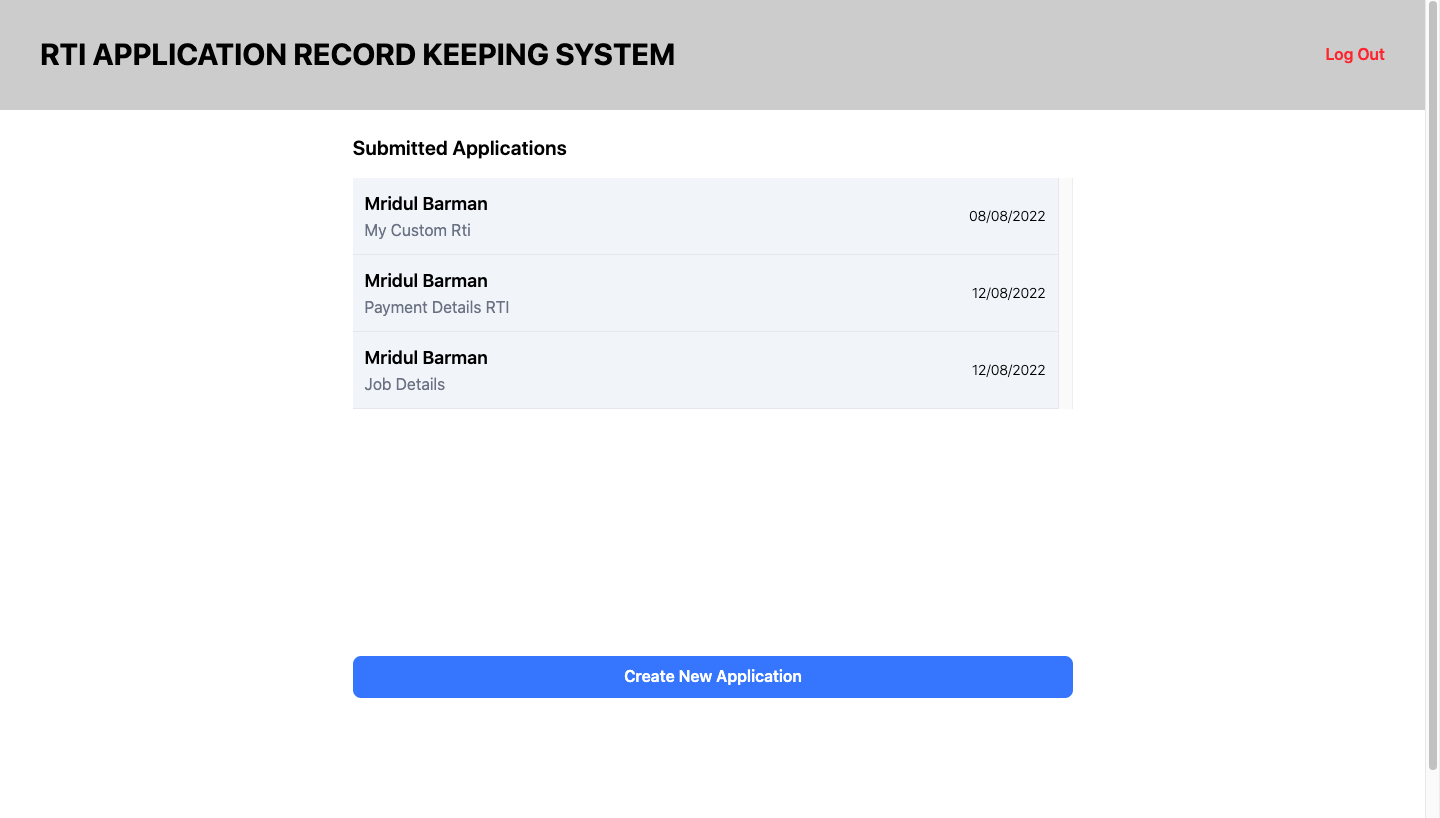 RTI APPLICATION RECORD KEEPING SYSTEM
Log Out
Submitted Applications
Mridul Barman
My Custom Rti
08/08/2022
Mridul Barman
Payment Details RTI
12/08/2022
Mridul Barman
Job Details
12/08/2022
Create New Application